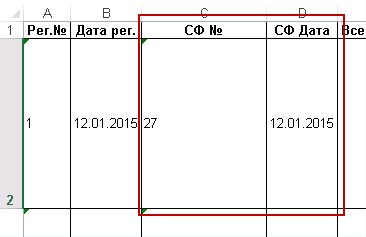 A B C D
1 Рег.№ Дата рег. СФ № СФ Дата Все
1 12.01.2015 27 12.01.2015
2